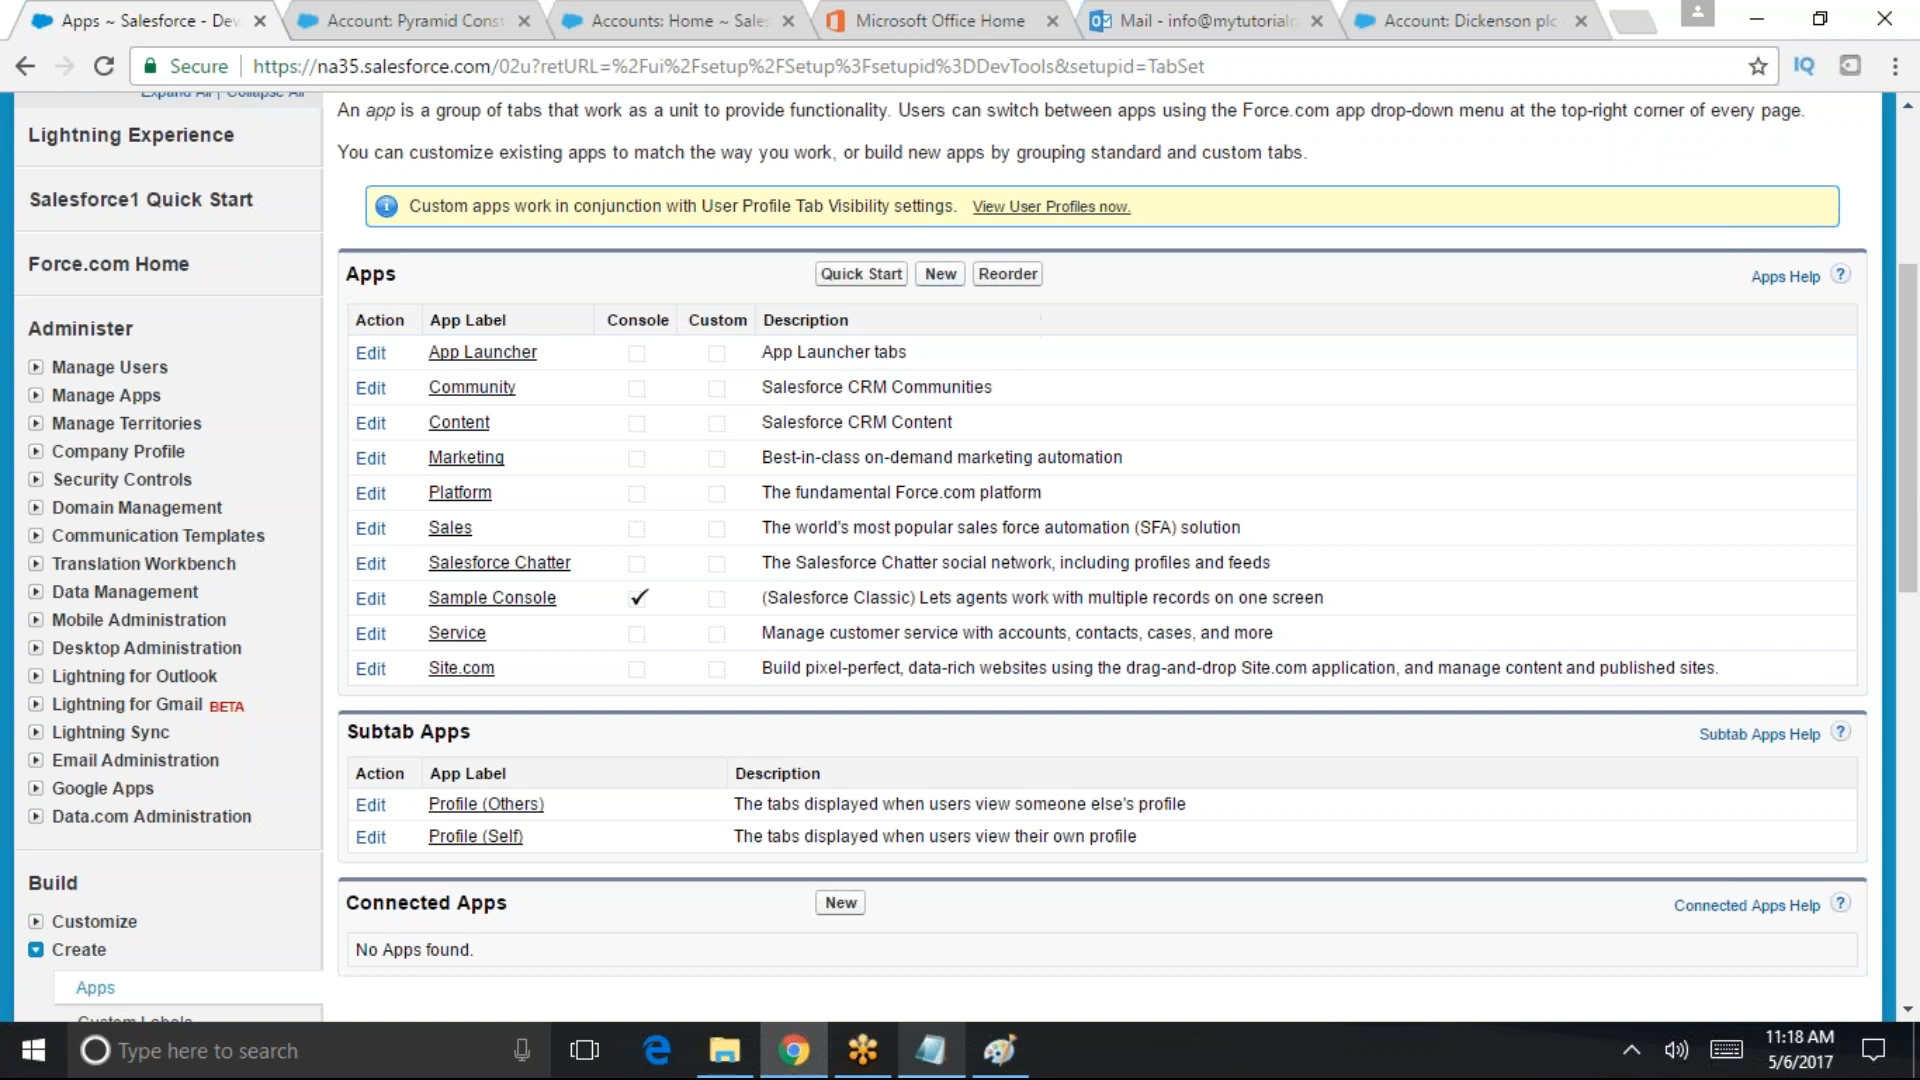 Apps ~ Salesforce - Dev
Account: Pyramid Const
Accounts: Home ~ Sales
Microsoft Office Home
Mail - info@mytutorialr
Account: Dickenson plc
Secure
https://na35.salesforce.com/02u?retURL=%2Fui%2Fsetup%2FSetup%3Fsetupid%3DDevTools&setupid=TabSet
IQ
Expand All | Collapse All
Lightning Experience
Salesforce1 Quick Start
Force.com Home
Administer
Manage Users
Manage Apps
Manage Territories
Company Profile
Security Controls
Domain Management
Communication Templates
Translation Workbench
Data Management
Mobile Administration
Desktop Administration
Lightning for Outlook
Lightning for Gmail BETA
Lightning Sync
Email Administration
Google Apps
Data.com Administration
Build
Customize
Create
Apps
Custom Labels
An app is a group of tabs that work as a unit to provide functionality. Users can switch between apps using the Force.com app drop-down menu at the top-right corner of every page.
You can customize existing apps to match the way you work, or build new apps by grouping standard and custom tabs.
Custom apps work in conjunction with User Profile Tab Visibility settings. View User Profiles now.
Apps Quick Start New Reorder Apps Help ?
Action App Label Console Custom Description
Edit App Launcher App Launcher tabs
Edit Community Salesforce CRM Communities
Edit Content Salesforce CRM Content
Edit Marketing Best-in-class on-demand marketing automation
Edit Platform The fundamental Force.com platform
Edit Sales The world's most popular sales force automation (SFA) solution
Edit Salesforce Chatter The Salesforce Chatter social network, including profiles and feeds
Edit Sample Console ✓ (Salesforce Classic) Lets agents work with multiple records on one screen
Edit Service Manage customer service with accounts, contacts, cases, and more
Edit Site.com Build pixel-perfect, data-rich websites using the drag-and-drop Site.com application, and manage content and published sites.
Subtab Apps Subtab Apps Help ?
Action App Label Description
Edit Profile (Others) The tabs displayed when users view someone else's profile
Edit Profile (Self) The tabs displayed when users view their own profile
Connected Apps New Connected Apps Help ?
No Apps found.
Type here to search
11:18 AM
5/6/2017